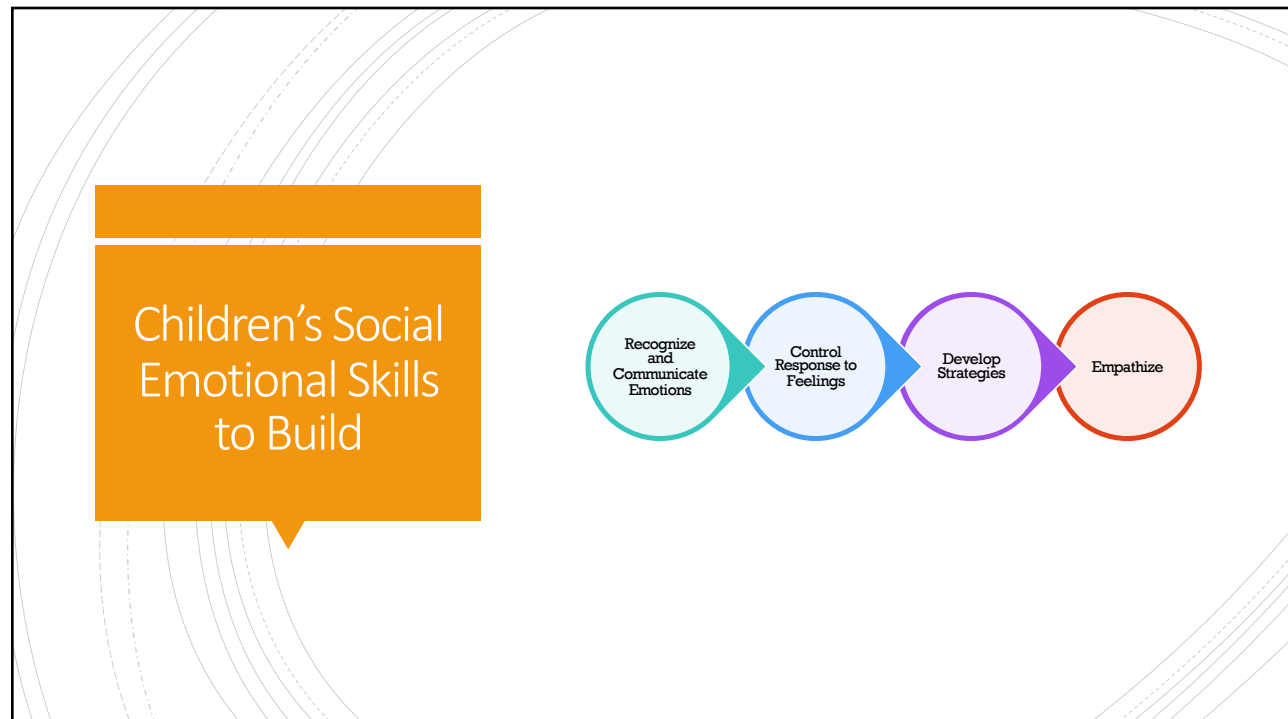 Children’s Social
Emotional Skills
to Build
Recognize
and
Communicate
Emotions
Control
Response to
Feelings
Develop
Strategies
Empathize